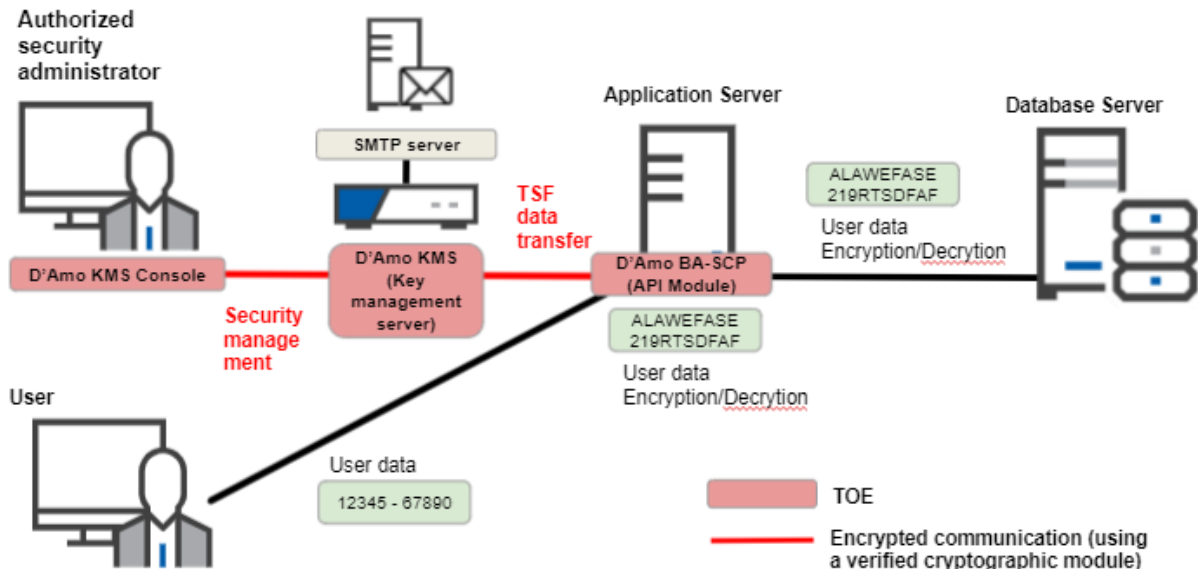 Authorized
security
administrator
SMTP server
Application Server
Database Server
TSF
data
transfer
ALAWEFASE
219RTSDFAF
User data
Encryption/Decrytion
D'Amo KMS Console
D'Amo KMS
(Key
management
server)
D'Amo BA-SCP
(API Module)
Security
manage
ment
ALAWEFASE
219RTSDFAF
User data
Encryption/Decrytion
User
User data
12345 - 67890
TOE
Encrypted communication (using
a verified cryptographic module)